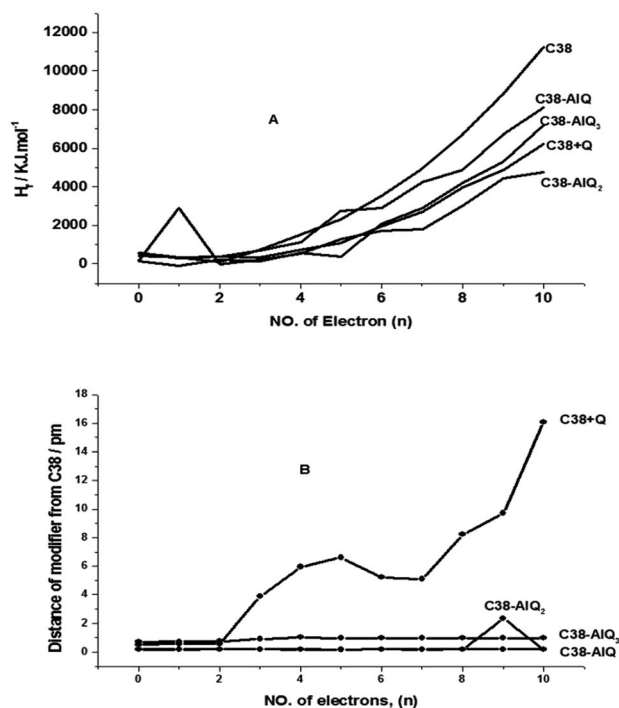 12000
10000
8000
6000
4000
2000
0
Hf / KJ.mol-1
A
C38
C38-AlQ
C38-AlQ3
C38+Q
C38-AlQ2
0 2 4 6 8 10
NO. of Electron (n)
18
16
14
12
10
8
6
4
2
0
Distance of modifier from C38 / pm
B
C38+Q
C38-AlQ2
C38-AlQ3
C38-AlQ
0 2 4 6 8 10
NO. of electrons, (n)